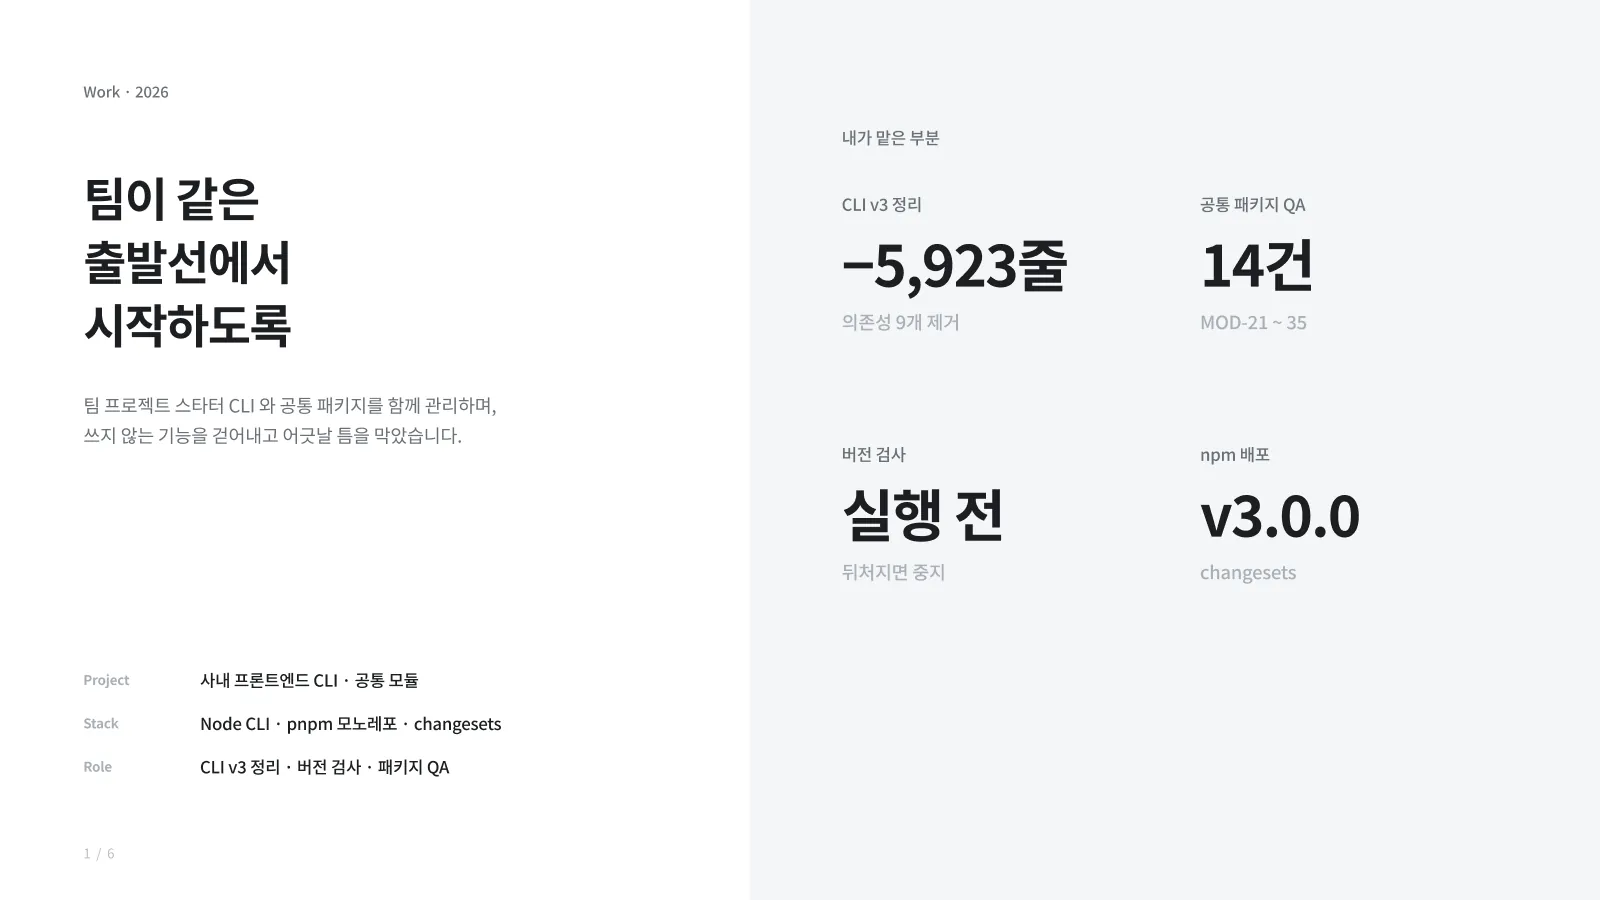 Work · 2026
팀이 같은
출발선에서
시작하도록
팀 프로젝트 스타터 CLI 와 공통 패키지를 함께 관리하며,
쓰지 않는 기능을 걷어내고 어긋날 틈을 막았습니다.
Project 사내 프론트엔드 CLI · 공통 모듈
Stack Node CLI · pnpm 모노레포 · changesets
Role CLI v3 정리 · 버전 검사 · 패키지 QA
1 / 6
내가 맡은 부분
CLI v3 정리
−5,923줄
의존성 9개 제거
공통 패키지 QA
14건
MOD-21 ~ 35
버전 검사
실행 전
뒤처지면 중지
npm 배포
v3.0.0
changesets